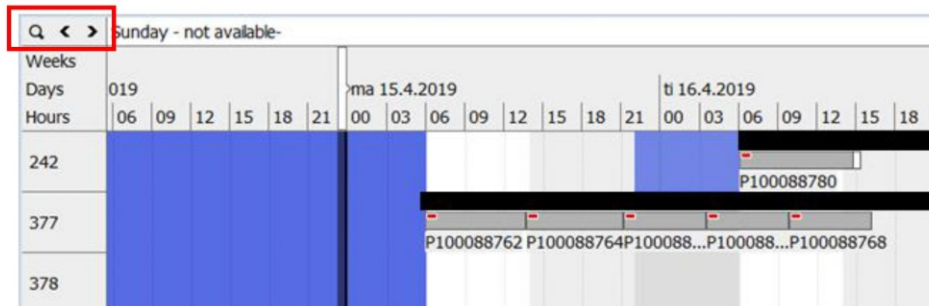 Sunday - not available-
Weeks
Days 019 ma 15.4.2019 ti 16.4.2019
Hours 06 09 12 15 18 21 00 03 06 09 12 15 18 21 00 03 06 09 12 15 18
242
P100088780
377
P100088762 P100088764P100088...P100088...P100088768
378